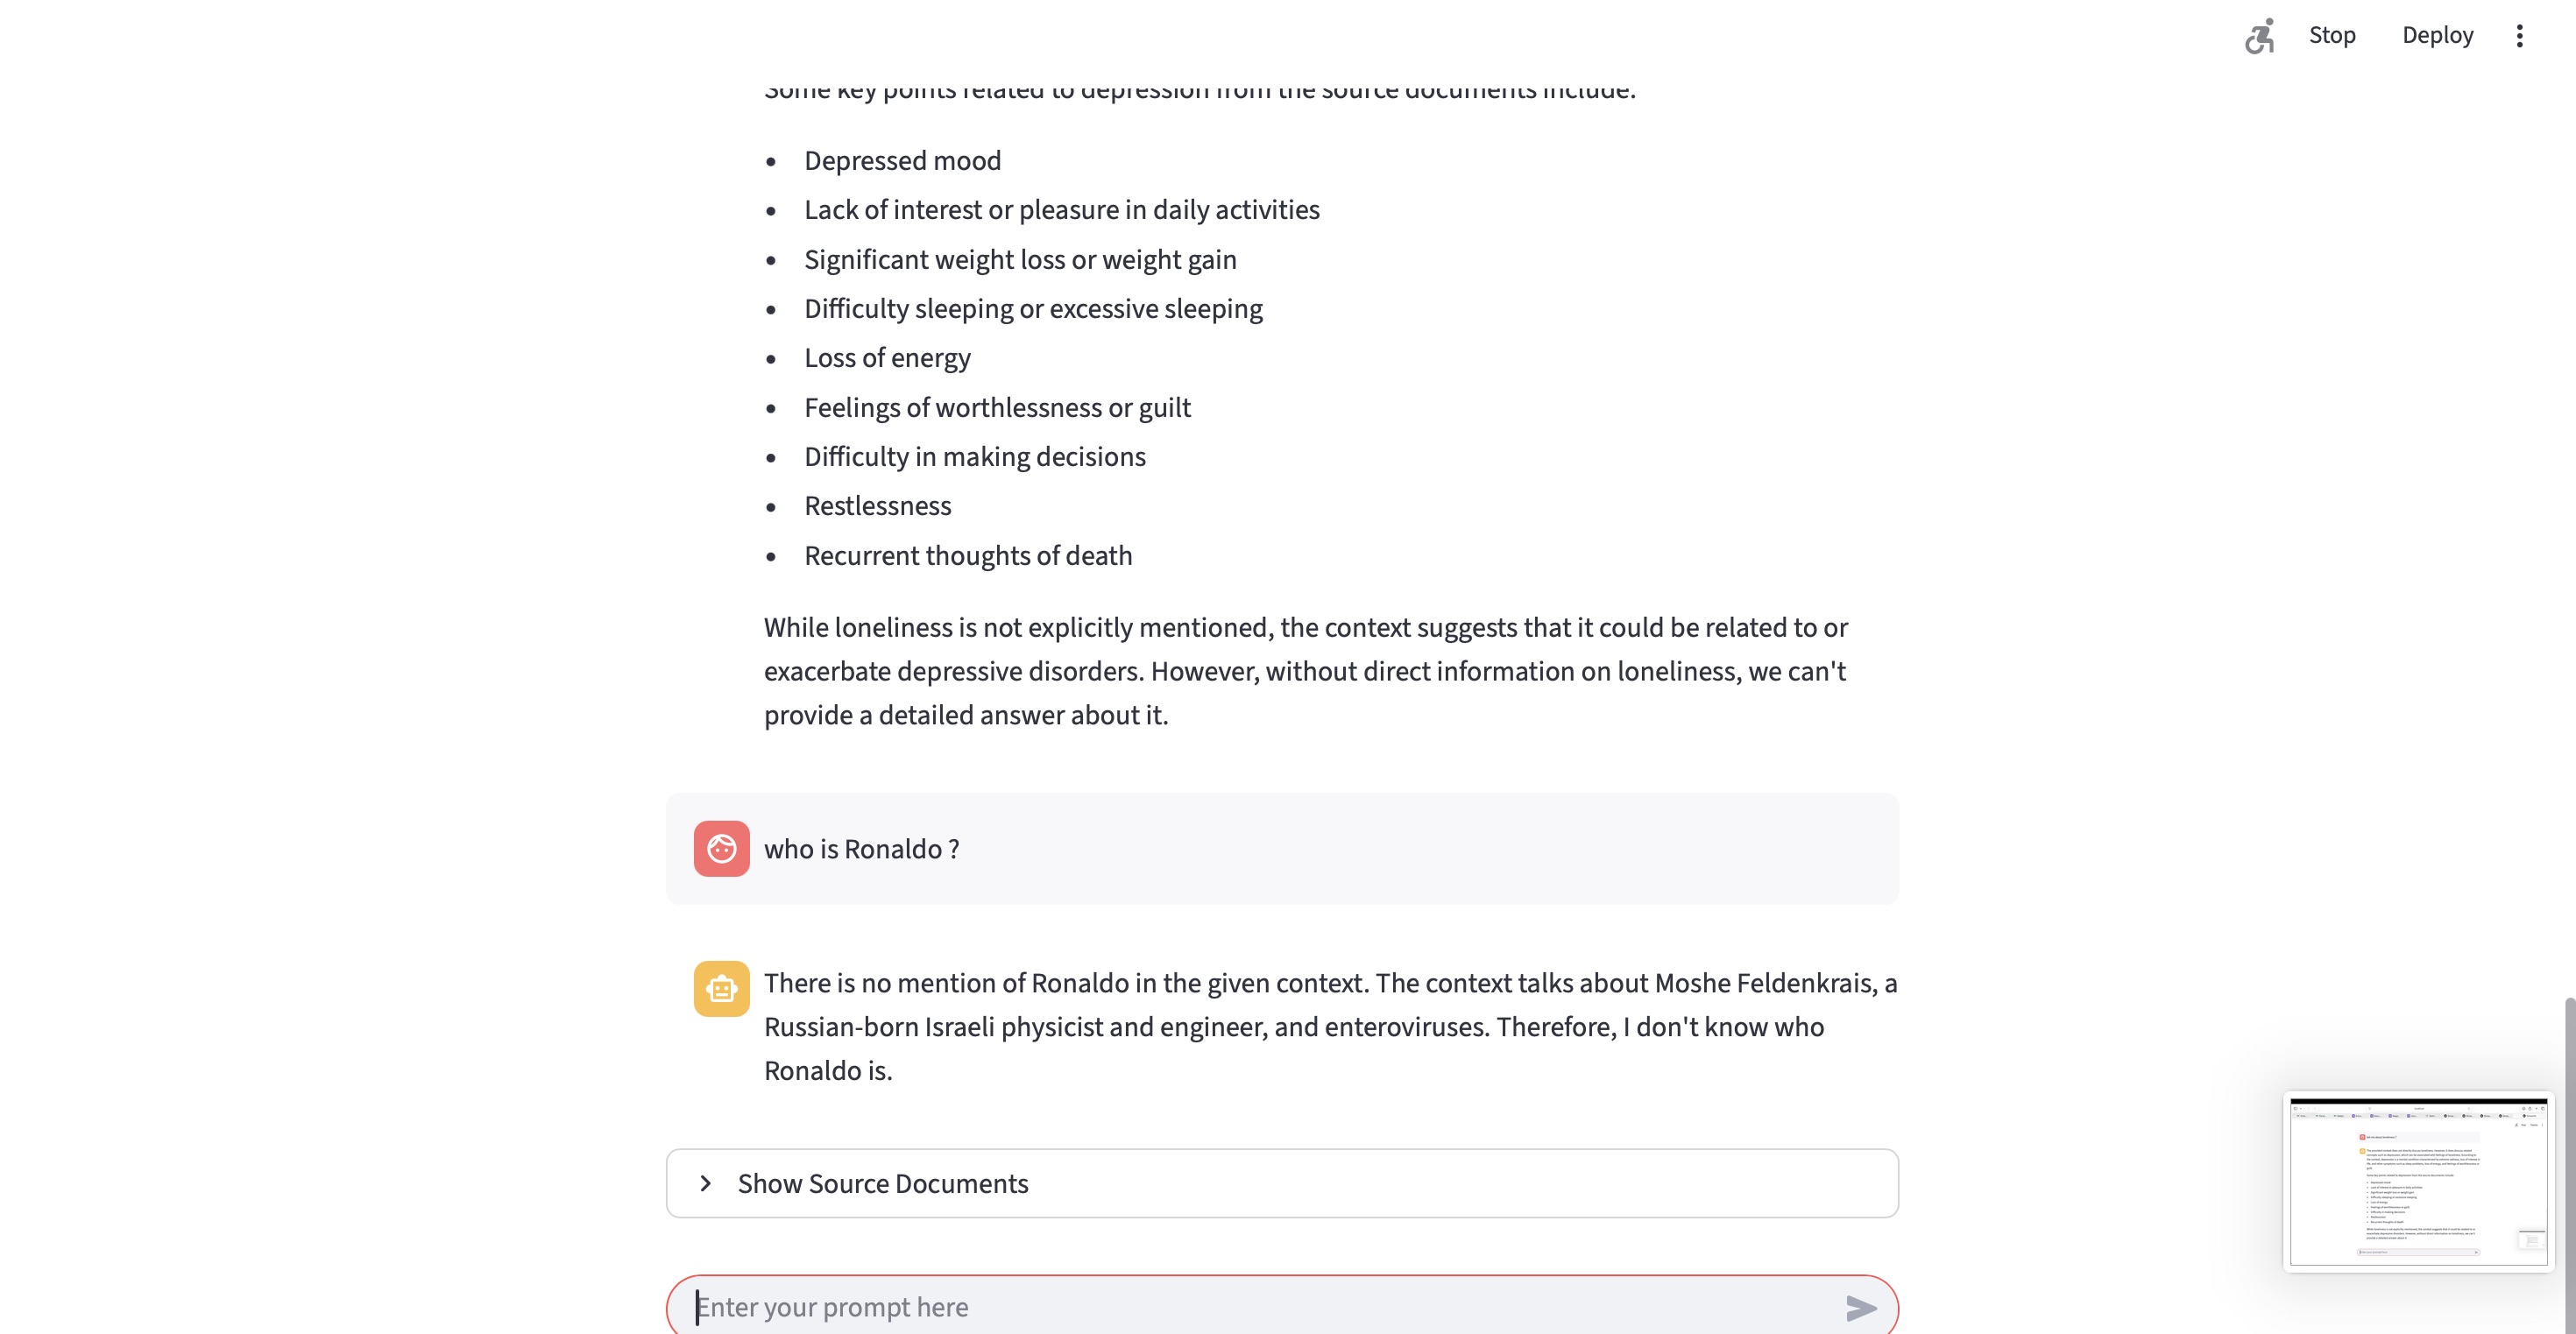 Stop Deploy
Some key points related to depression from the source documents include:
• Depressed mood
• Lack of interest or pleasure in daily activities
• Significant weight loss or weight gain
• Difficulty sleeping or excessive sleeping
• Loss of energy
• Feelings of worthlessness or guilt
• Difficulty in making decisions
• Restlessness
• Recurrent thoughts of death
While loneliness is not explicitly mentioned, the context suggests that it could be related to or
exacerbate depressive disorders. However, without direct information on loneliness, we can't
provide a detailed answer about it.
who is Ronaldo ?
There is no mention of Ronaldo in the given context. The context talks about Moshe Feldenkrais, a
Russian-born Israeli physicist and engineer, and enteroviruses. Therefore, I don't know who
Ronaldo is.
Show Source Documents
Enter your prompt here